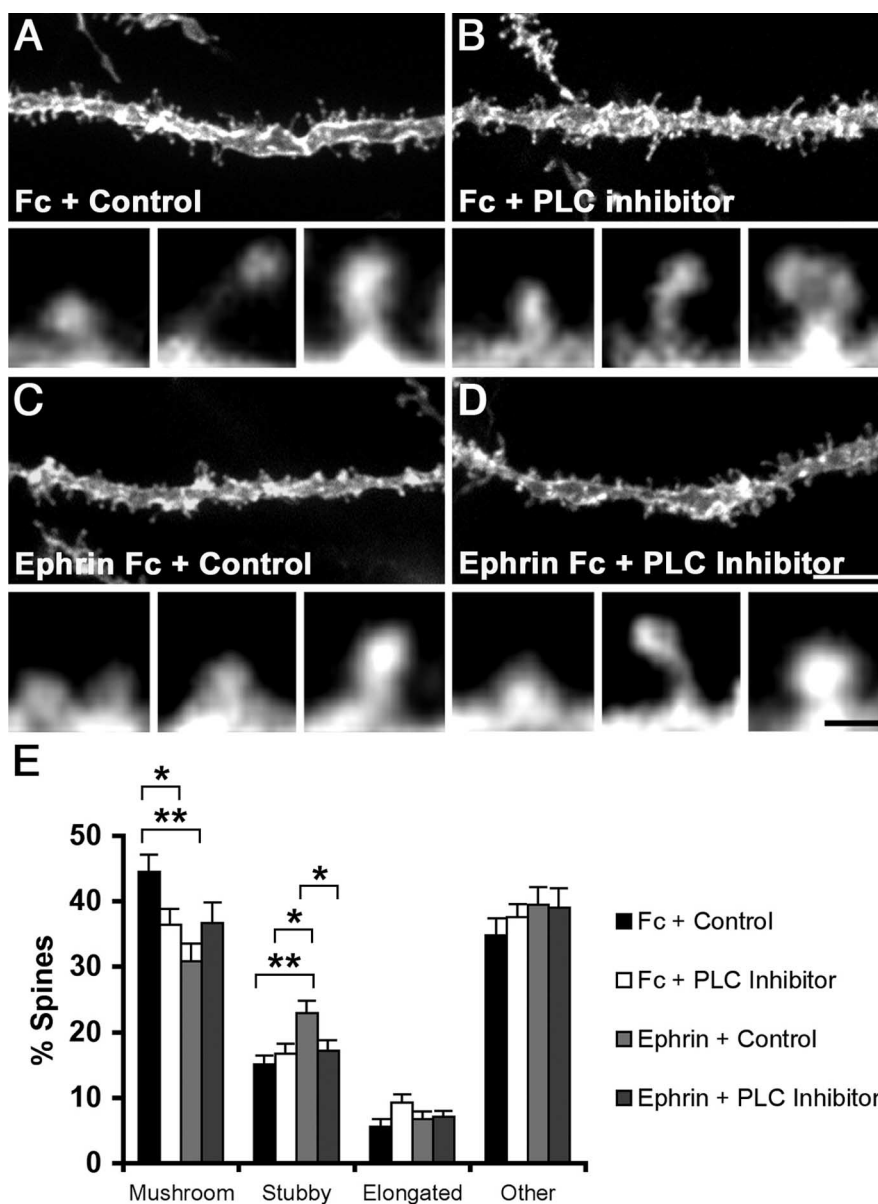 A
B
Fc + Control
Fc + PLC inhibitor
C
D
Ephrin Fc + Control
Ephrin Fc + PLC Inhibitor
E
*
**
*
*
**
50
40
30
20
10
0
% Spines
Mushroom
Stubby
Elongated
Other
Fc + Control
Fc + PLC Inhibitor
Ephrin + Control
Ephrin + PLC Inhibitor